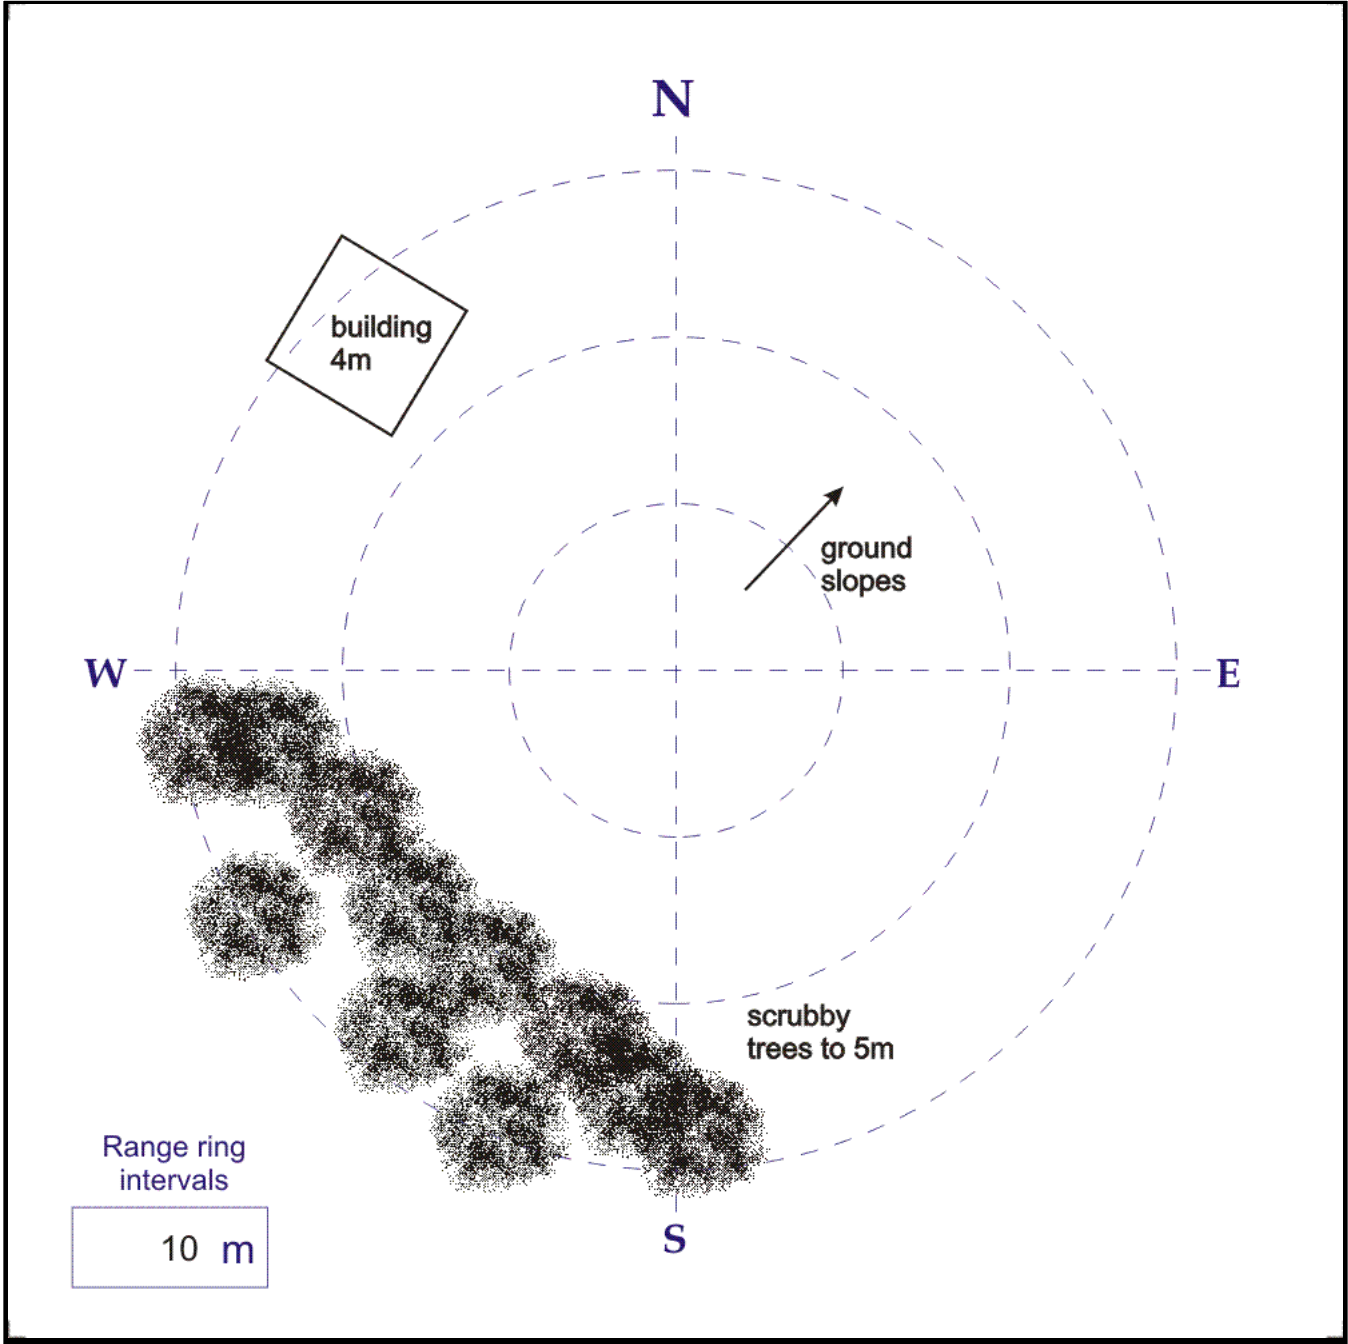 N
building
4m
ground
slopes
W
E
scrubby
trees to 5m
Range ring
intervals
10 m
S